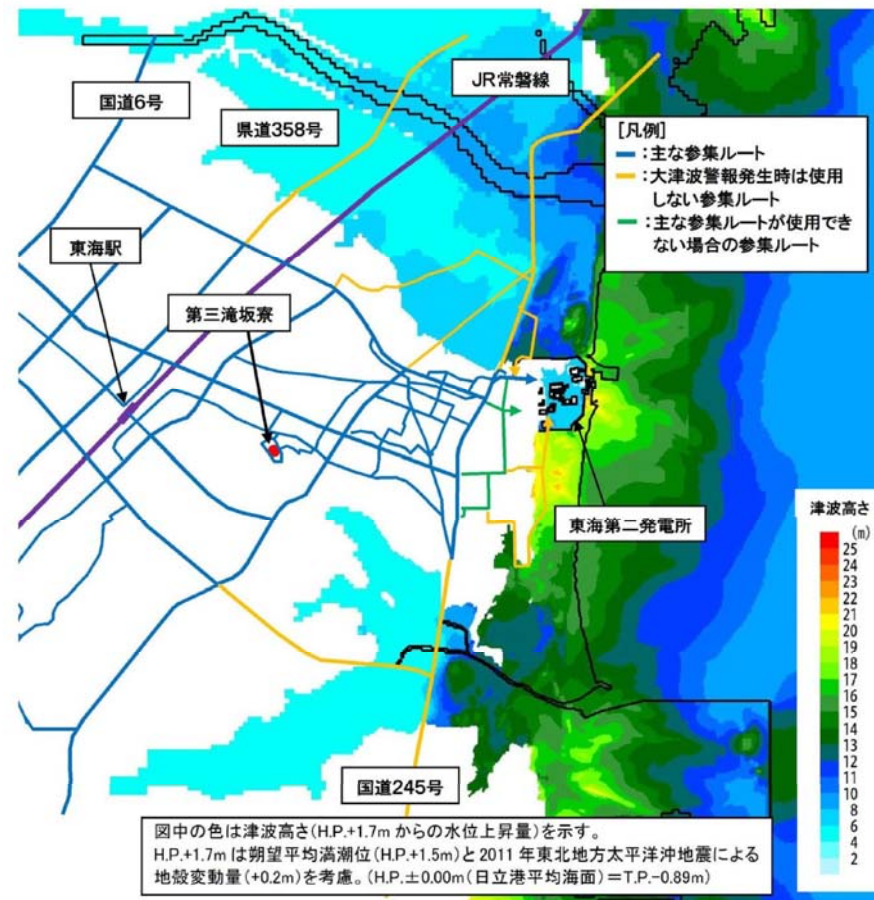 JR常磐線
国道6号
県道358号
[凡例]
:主な参集ルート
:大津波警報発生時は使用
しない参集ルート
:主な参集ルートが使用でき
ない場合の参集ルート
東海駅
第三滝坂寮
東海第二発電所
津波高さ
(m)
25
24
23
22
21
20
19
18
17
16
15
14
13
12
11
10
9
8
6
4
2
国道245号
図中の色は津波高さ(H.P.+1.7m からの水位上昇量)を示す。
H.P.+1.7m は朔望平均満潮位(H.P.+1.5m)と2011年東北地方太平洋沖地震による
地殻変動量(+0.2m)を考慮。(H.P.±0.00m(日立港平均海面)=T.P.-0.89m)